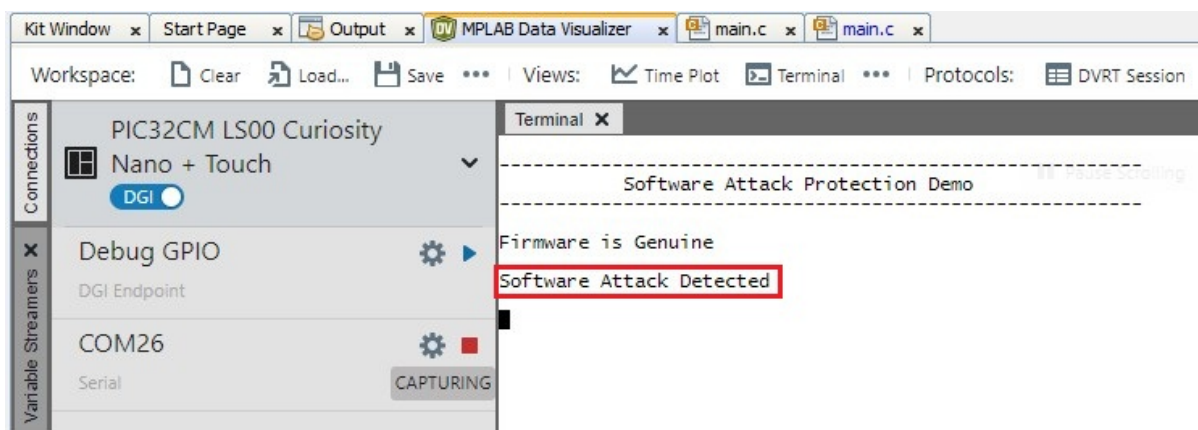 Kit Window x Start Page x Output x MPLAB Data Visualizer x main.c x main.c x
Workspace: Clear Load... Save ••• Views: Time Plot Terminal ••• Protocols: DVRT Session
Connections
Variable Streamers
PIC32CM LS00 Curiosity
Nano + Touch
DGI
Debug GPIO
DGI Endpoint
COM26
Serial
CAPTURING
Terminal X
Software Attack Protection Demo
Pause Scrolling
Firmware is Genuine
Software Attack Detected